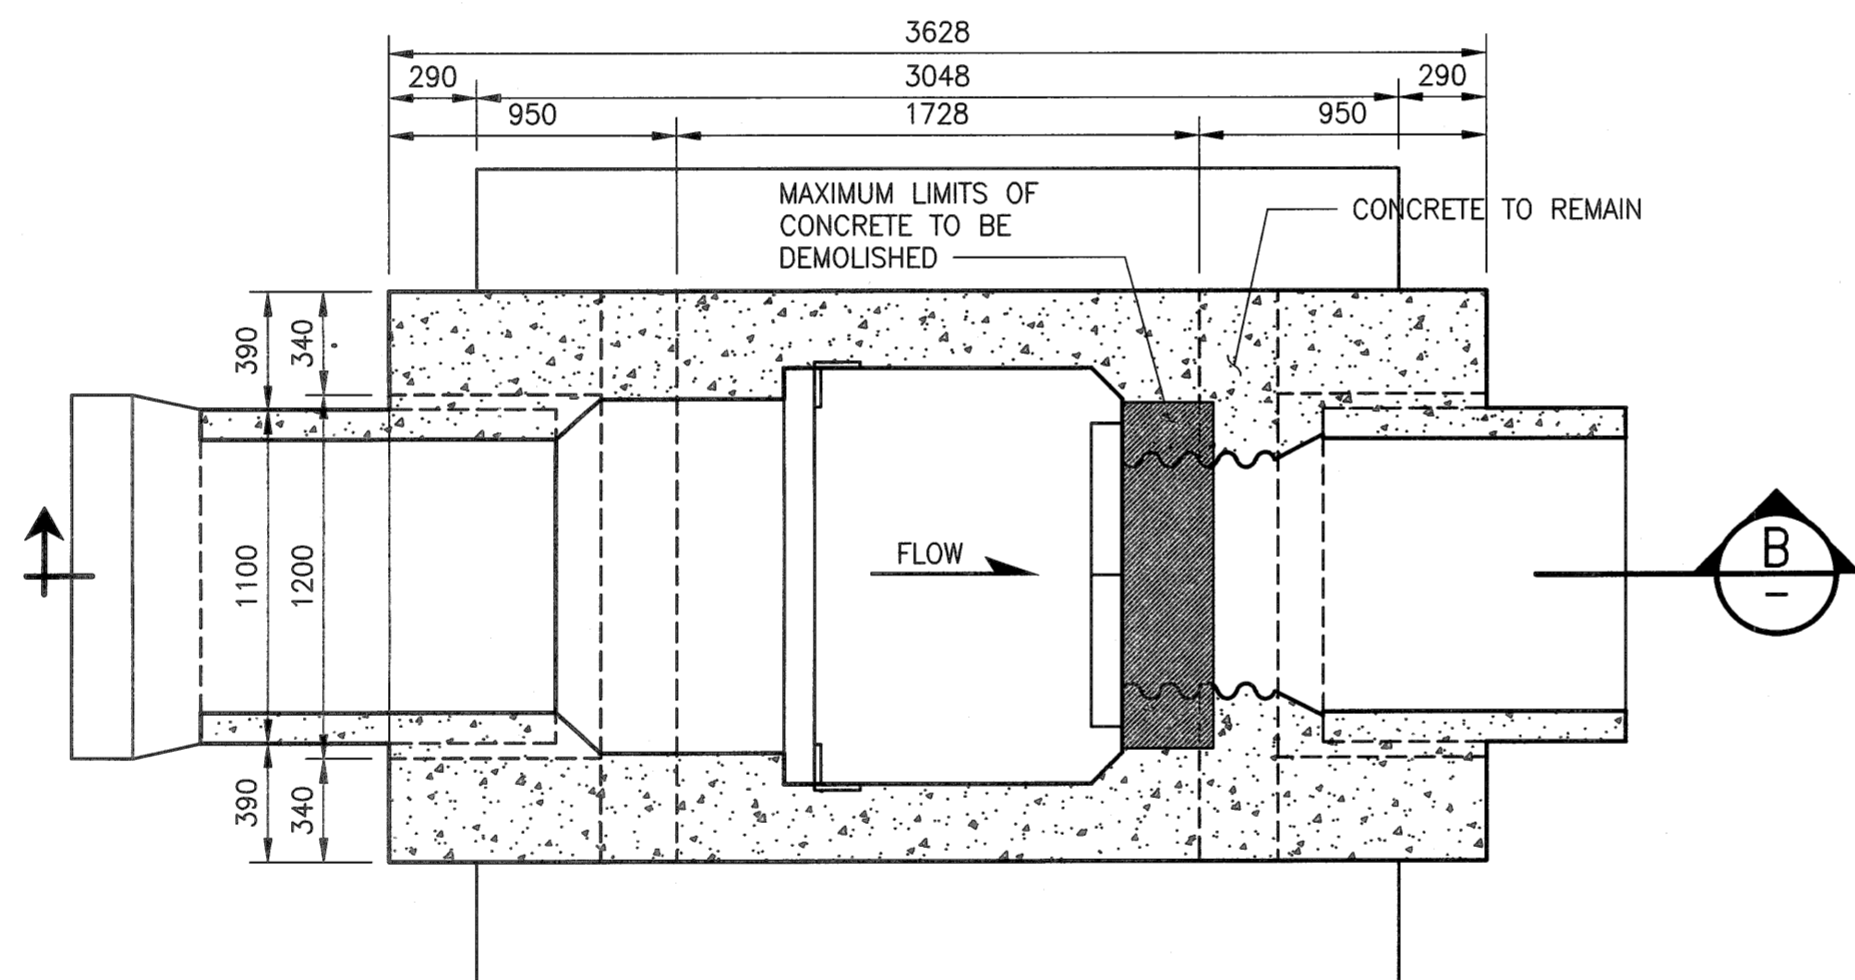 3628
290 3048 290
950 1728 950
MAXIMUM LIMITS OF
CONCRETE TO BE
DEMOLISHED
CONCRETE TO REMAIN
390 340
1100 1200
390 340
FLOW
B
–